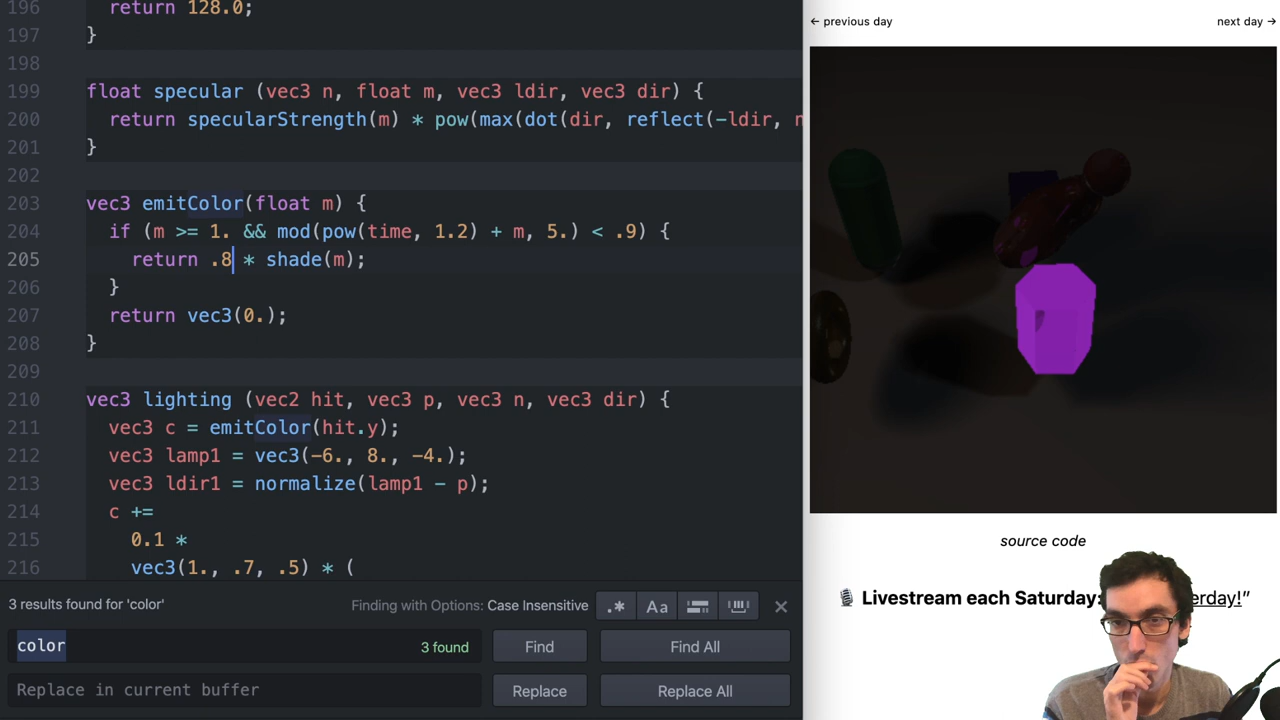 196 return 128.0;
197 }
198
199 float specular (vec3 n, float m, vec3 ldir, vec3 dir) {
200 return specularStrength(m) * pow(max(dot(dir, reflect(-ldir, n
201 }
202
203 vec3 emitColor(float m) {
204 if (m >= 1. && mod(pow(time, 1.2) + m, 5.) < .9) {
205 return .8 * shade(m);
206 }
207 return vec3(0.);
208 }
209
210 vec3 lighting (vec2 hit, vec3 p, vec3 n, vec3 dir) {
211 vec3 c = emitColor(hit.y);
212 vec3 lamp1 = vec3(-6., 8., -4.);
213 vec3 ldir1 = normalize(lamp1 - p);
214 c +=
215 0.1 *
216 vec3(1., .7, .5) * (
3 results found for 'color'
Finding with Options: Case Insensitive
.* Aa
color
3 found
Find
Find All
Replace in current buffer
Replace
Replace All
← previous day
next day →
source code
🎙 Livestream each Saturday: erday!”